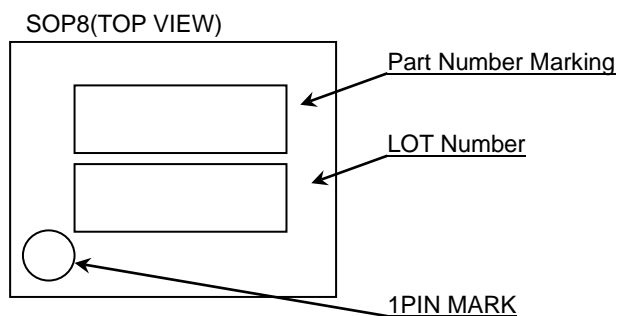 SOP8(TOP VIEW)
Part Number Marking
LOT Number
1PIN MARK